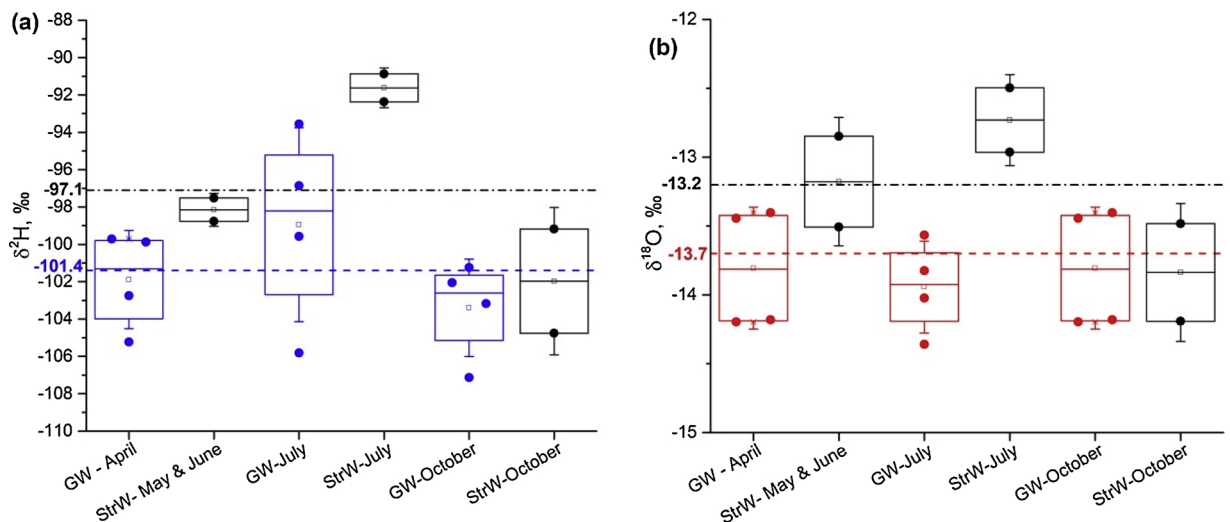 (a)
δ²H, ‰
-88
-90
-92
-94
-96
-97.1
-98
-100
-101.4
-102
-104
-106
-108
-110
GW - April
StrW- May & June
GW-July
StrW-July
GW-October
StrW-October
(b)
δ¹⁸O, ‰
-12
-13
-13.2
-13.7
-14
-15
GW - April
StrW- May & June
GW-July
StrW-July
GW-October
StrW-October